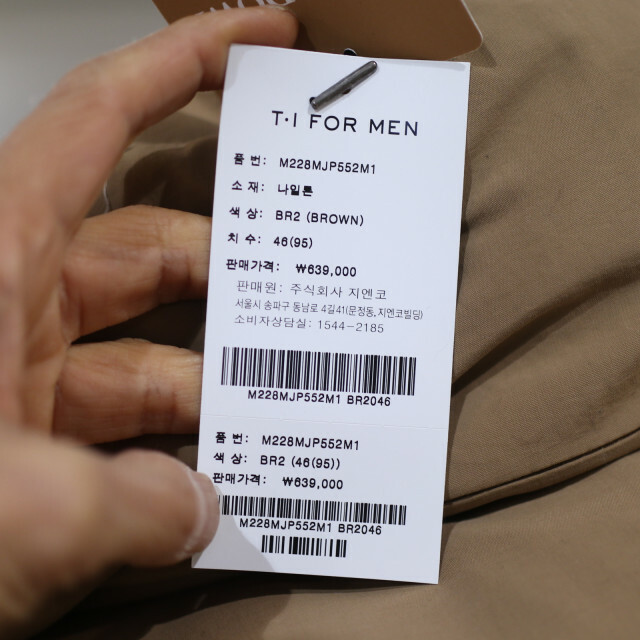 T·I FOR MEN
품 번: M228MJP552M1
소 재: 나일론
색 상: BR2 (BROWN)
치 수: 46(95)
판매가격: ₩639,000
판매원: 주식회사 지엔코
서울시 송파구 동남로 4길41(문정동,지엔코빌딩)
소비자상담실: 1544-2185
M228MJP552M1 BR2046
품 번: M228MJP552M1
색 상: BR2 (46(95))
판매가격: ₩639,000
M228MJP552M1 BR2046